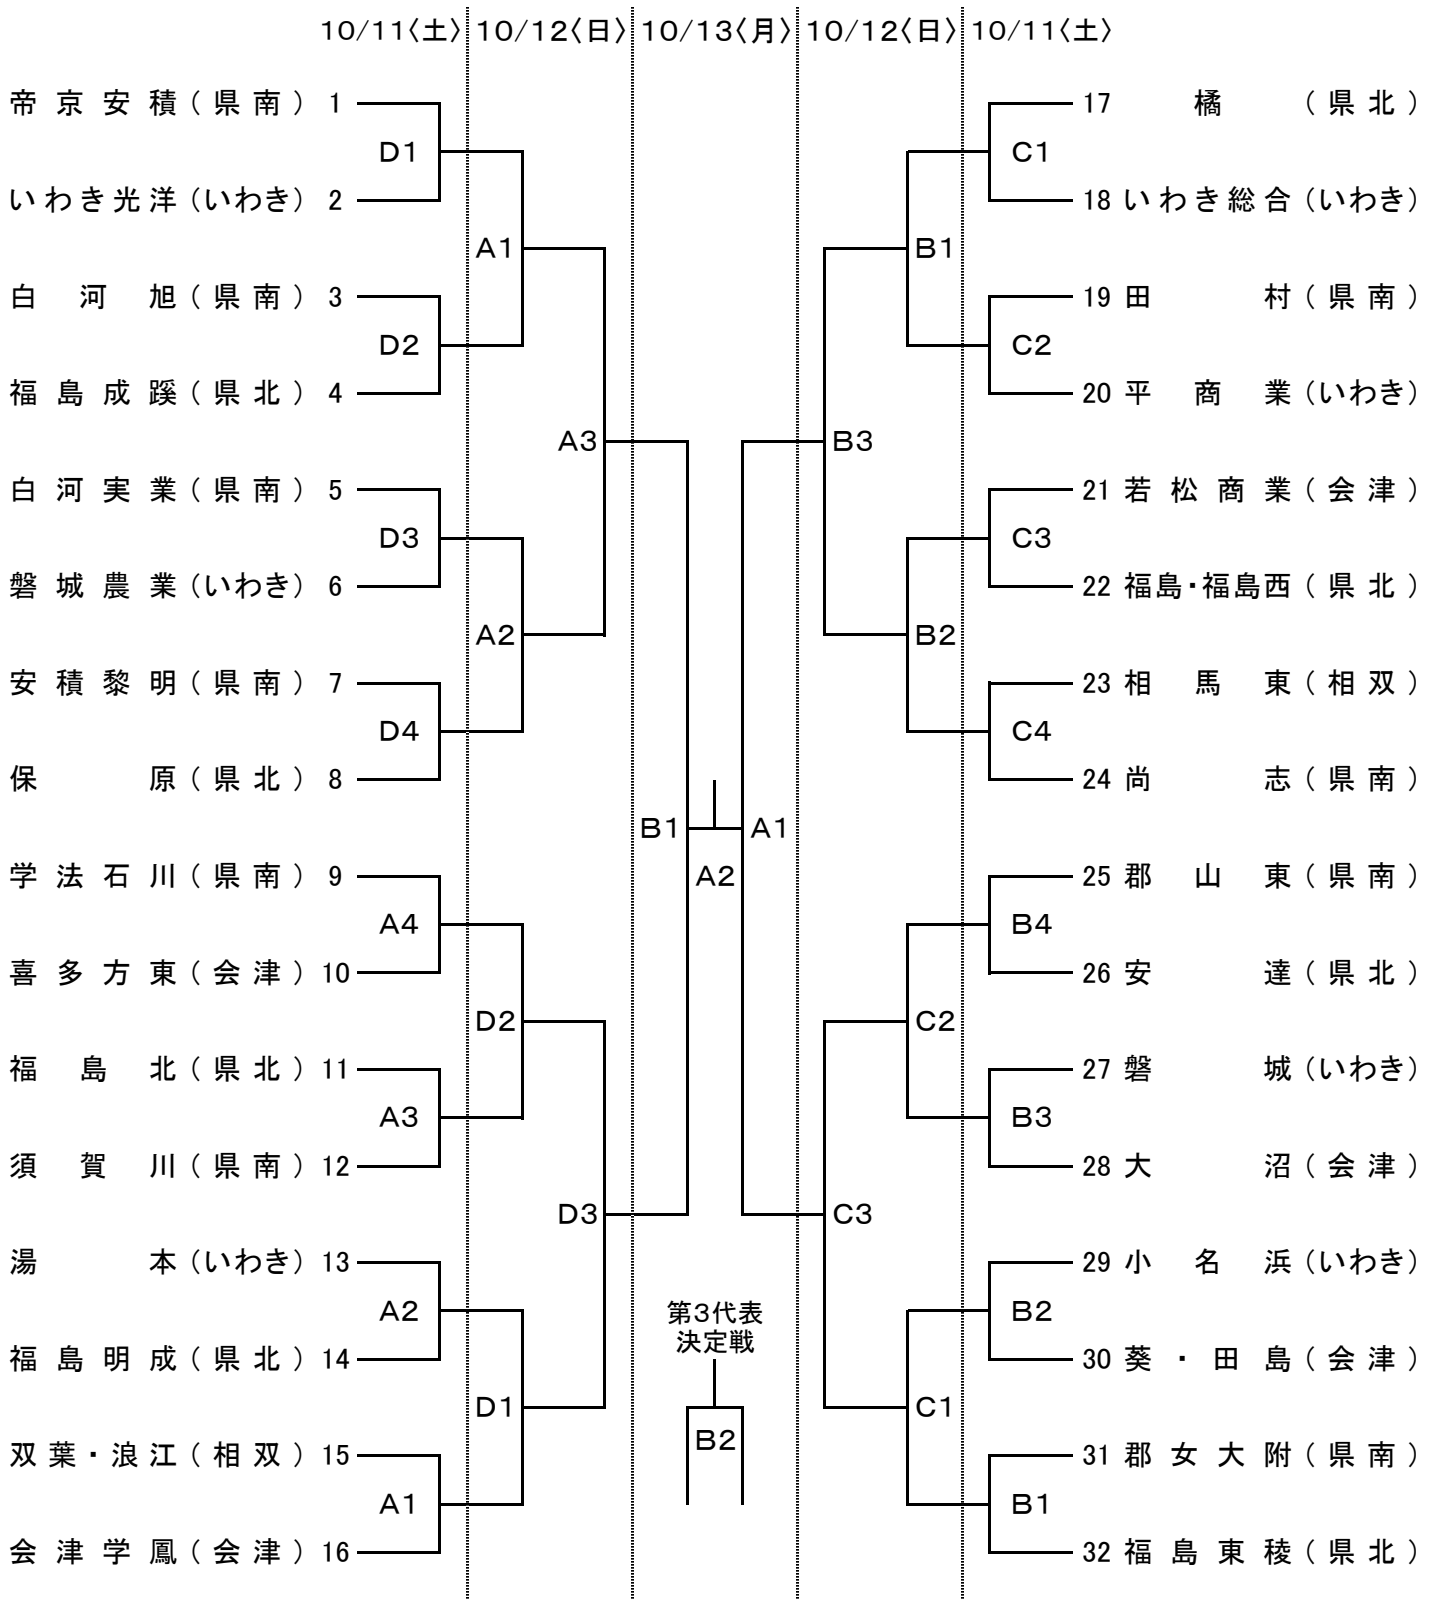 10/11〈土〉 10/12〈日〉 10/13〈月〉 10/12〈日〉 10/11〈土〉
帝京安積(県南) 1 17 橘 (県北)
D1 C1
いわき光洋(いわき) 2 18 いわき総合(いわき)
A1 B1
白河旭(県南) 3 19 田村(県南)
D2 C2
福島成蹊(県北) 4 20 平商業(いわき)
A3 B3
白河実業(県南) 5 21 若松商業(会津)
D3 C3
磐城農業(いわき) 6 22 福島・福島西(県北)
A2 B2
安積黎明(県南) 7 23 相馬東(相双)
D4 C4
保原(県北) 8 24 尚志(県南)
B1 A1
学法石川(県南) 9 A2 25 郡山東(県南)
A4 B4
喜多方東(会津) 10 26 安達(県北)
D2 C2
福島北(県北) 11 27 磐城(いわき)
A3 B3
須賀川(県南) 12 28 大沼(会津)
D3 C3
湯本(いわき) 13 29 小名浜(いわき)
A2 第3代表 B2
決定戦
福島明成(県北) 14 30 葵・田島(会津)
D1 C1
B2
双葉・浪江(相双) 15 31 郡女大附(県南)
A1 B1
会津学鳳(会津) 16 32 福島東稜(県北)